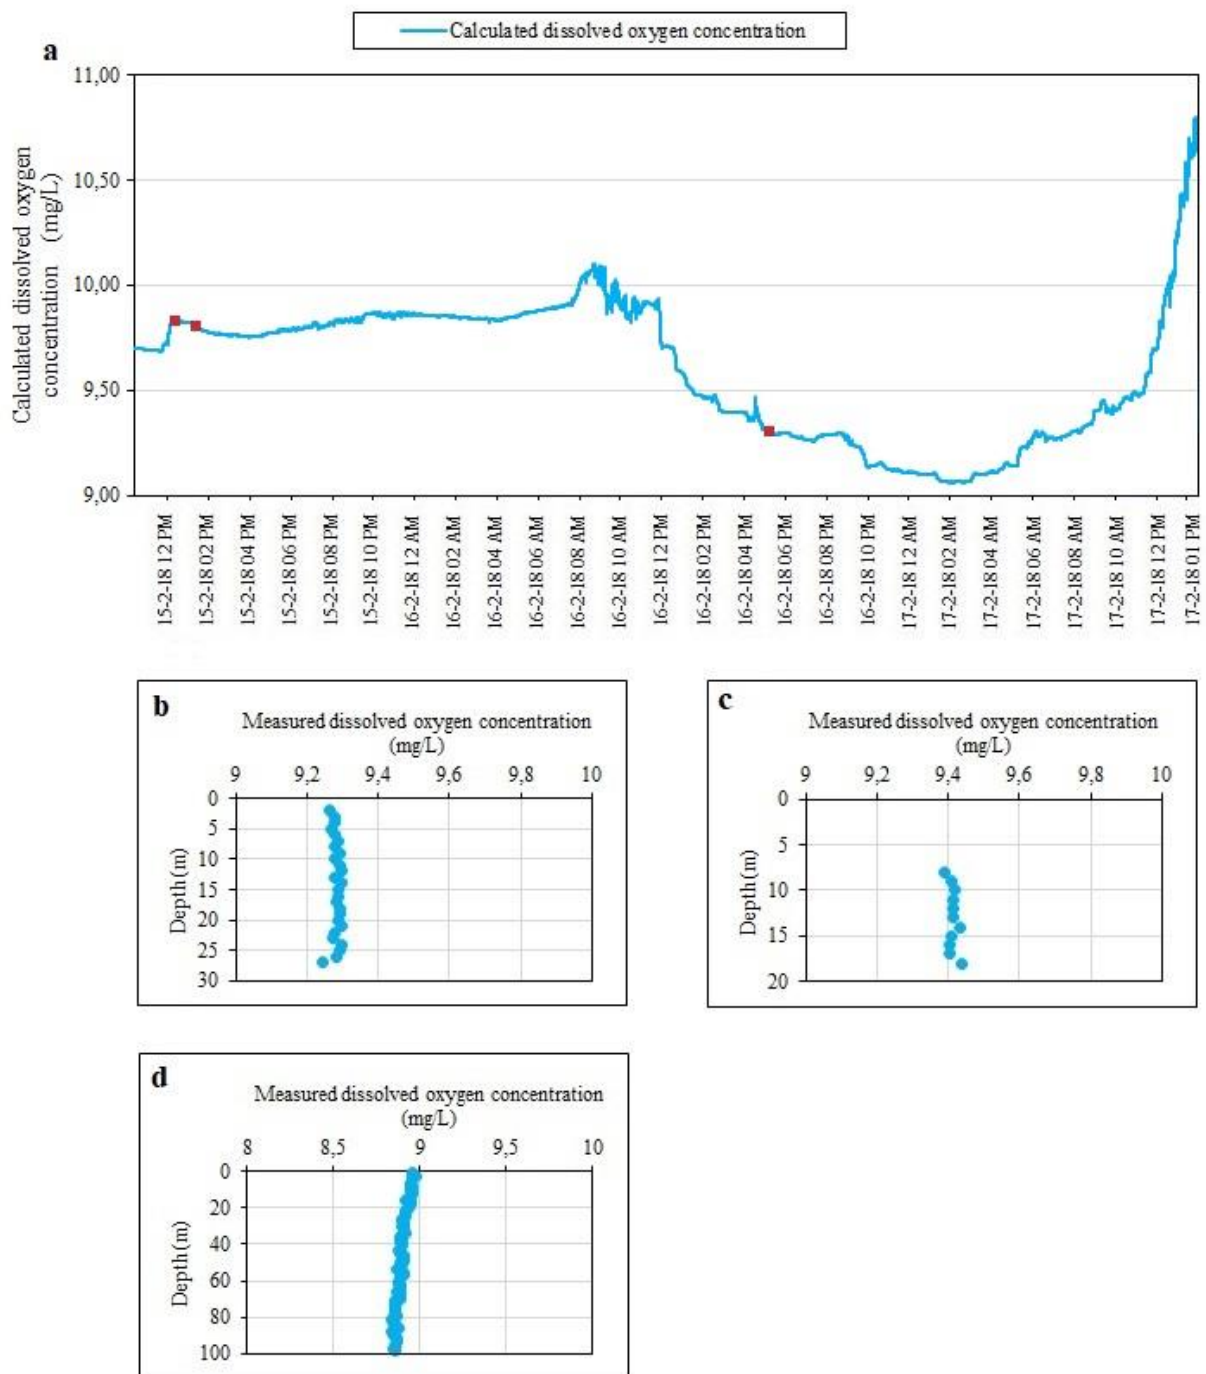 Calculated dissolved oxygen concentration
a
Calculated dissolved oxygen
concentration (mg/L)
11,00
10,50
10,00
9,50
9,00
15-2-18 12 PM
15-2-18 02 PM
15-2-18 04 PM
15-2-18 06 PM
15-2-18 08 PM
15-2-18 10 PM
16-2-18 12 AM
16-2-18 02 AM
16-2-18 04 AM
16-2-18 06 AM
16-2-18 08 AM
16-2-18 10 AM
16-2-18 12 PM
16-2-18 02 PM
16-2-18 04 PM
16-2-18 06 PM
16-2-18 08 PM
16-2-18 10 PM
17-2-18 12 AM
17-2-18 02 AM
17-2-18 04 AM
17-2-18 06 AM
17-2-18 08 AM
17-2-18 10 AM
17-2-18 12 PM
17-2-18 01 PM
b
Measured dissolved oxygen concentration
(mg/L)
9 9,2 9,4 9,6 9,8 10
Depth (m)
0
5
10
15
20
25
30
c
Measured dissolved oxygen concentration
(mg/L)
9 9,2 9,4 9,6 9,8 10
Depth (m)
0
5
10
15
20
d
Measured dissolved oxygen concentration
(mg/L)
8 8,5 9 9,5 10
Depth (m)
0
20
40
60
80
100